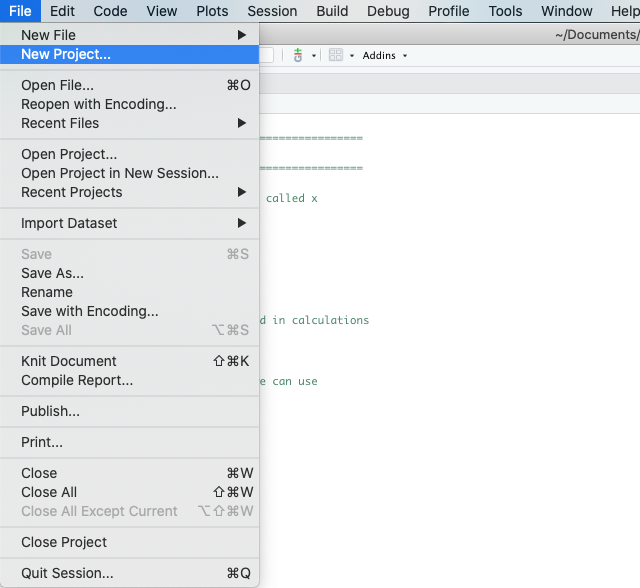 File Edit Code View Plots Session Build Debug Profile Tools Window Help
~/Documents/
Addins
New File
New Project...
Open File... ⌘O
Reopen with Encoding...
Recent Files
================
Open Project...
================
Open Project in New Session...
Recent Projects
called x
Import Dataset
Save ⌘S
Save As...
Rename
Save with Encoding...
d in calculations
Save All ⌥⌘S
Knit Document ⇧⌘K
Compile Report...
e can use
Publish...
Print...
Close ⌘W
Close All ⇧⌘W
Close All Except Current ⌥⇧⌘W
Close Project
Quit Session... ⌘Q